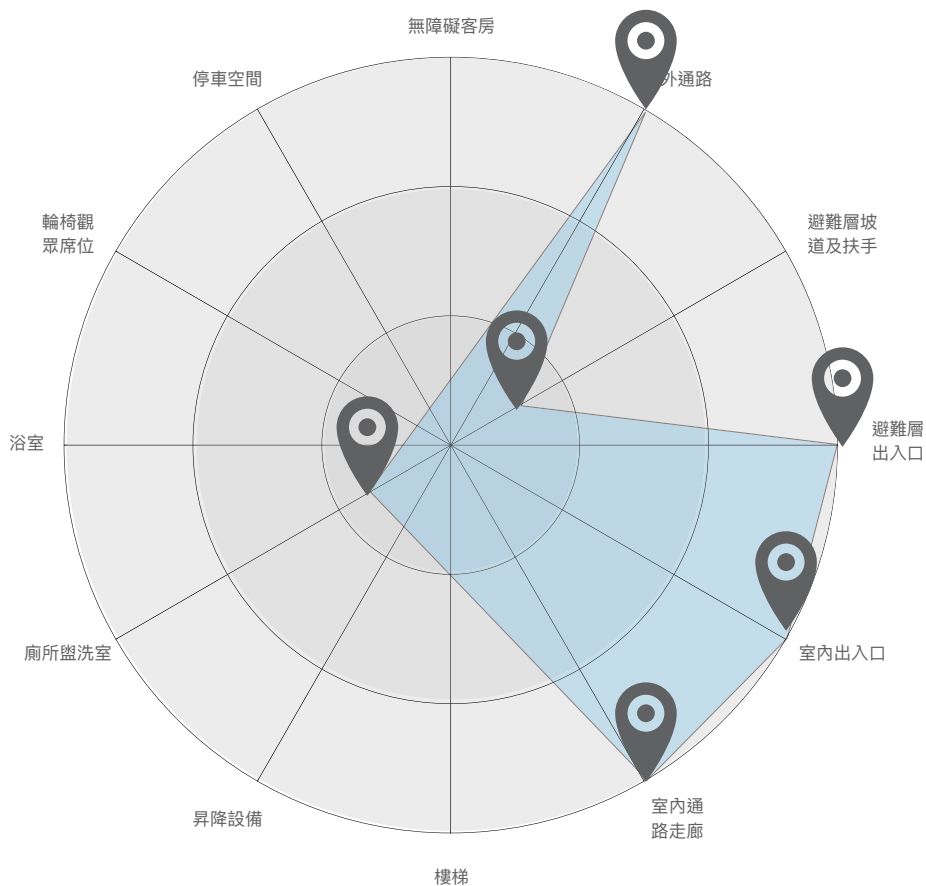 無障礙客房
外通路
避難層坡
道及扶手
避難層
出入口
室內出入口
室內通
路走廊
樓梯
昇降設備
廁所盥洗室
浴室
輪椅觀
眾席位
停車空間